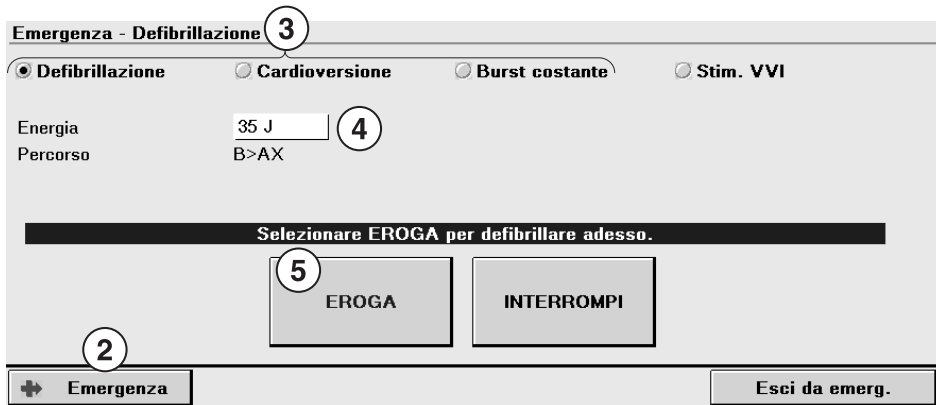 Emergenza - Defibrillazione 3
Defibrillazione Cardioversione Burst costante Stim. VVI
Energia 35 J 4
Percorso B>AX
Selezionare EROGA per defibrillare adesso.
5
EROGA INTERROMPI
2
Emergenza Esci da emerg.